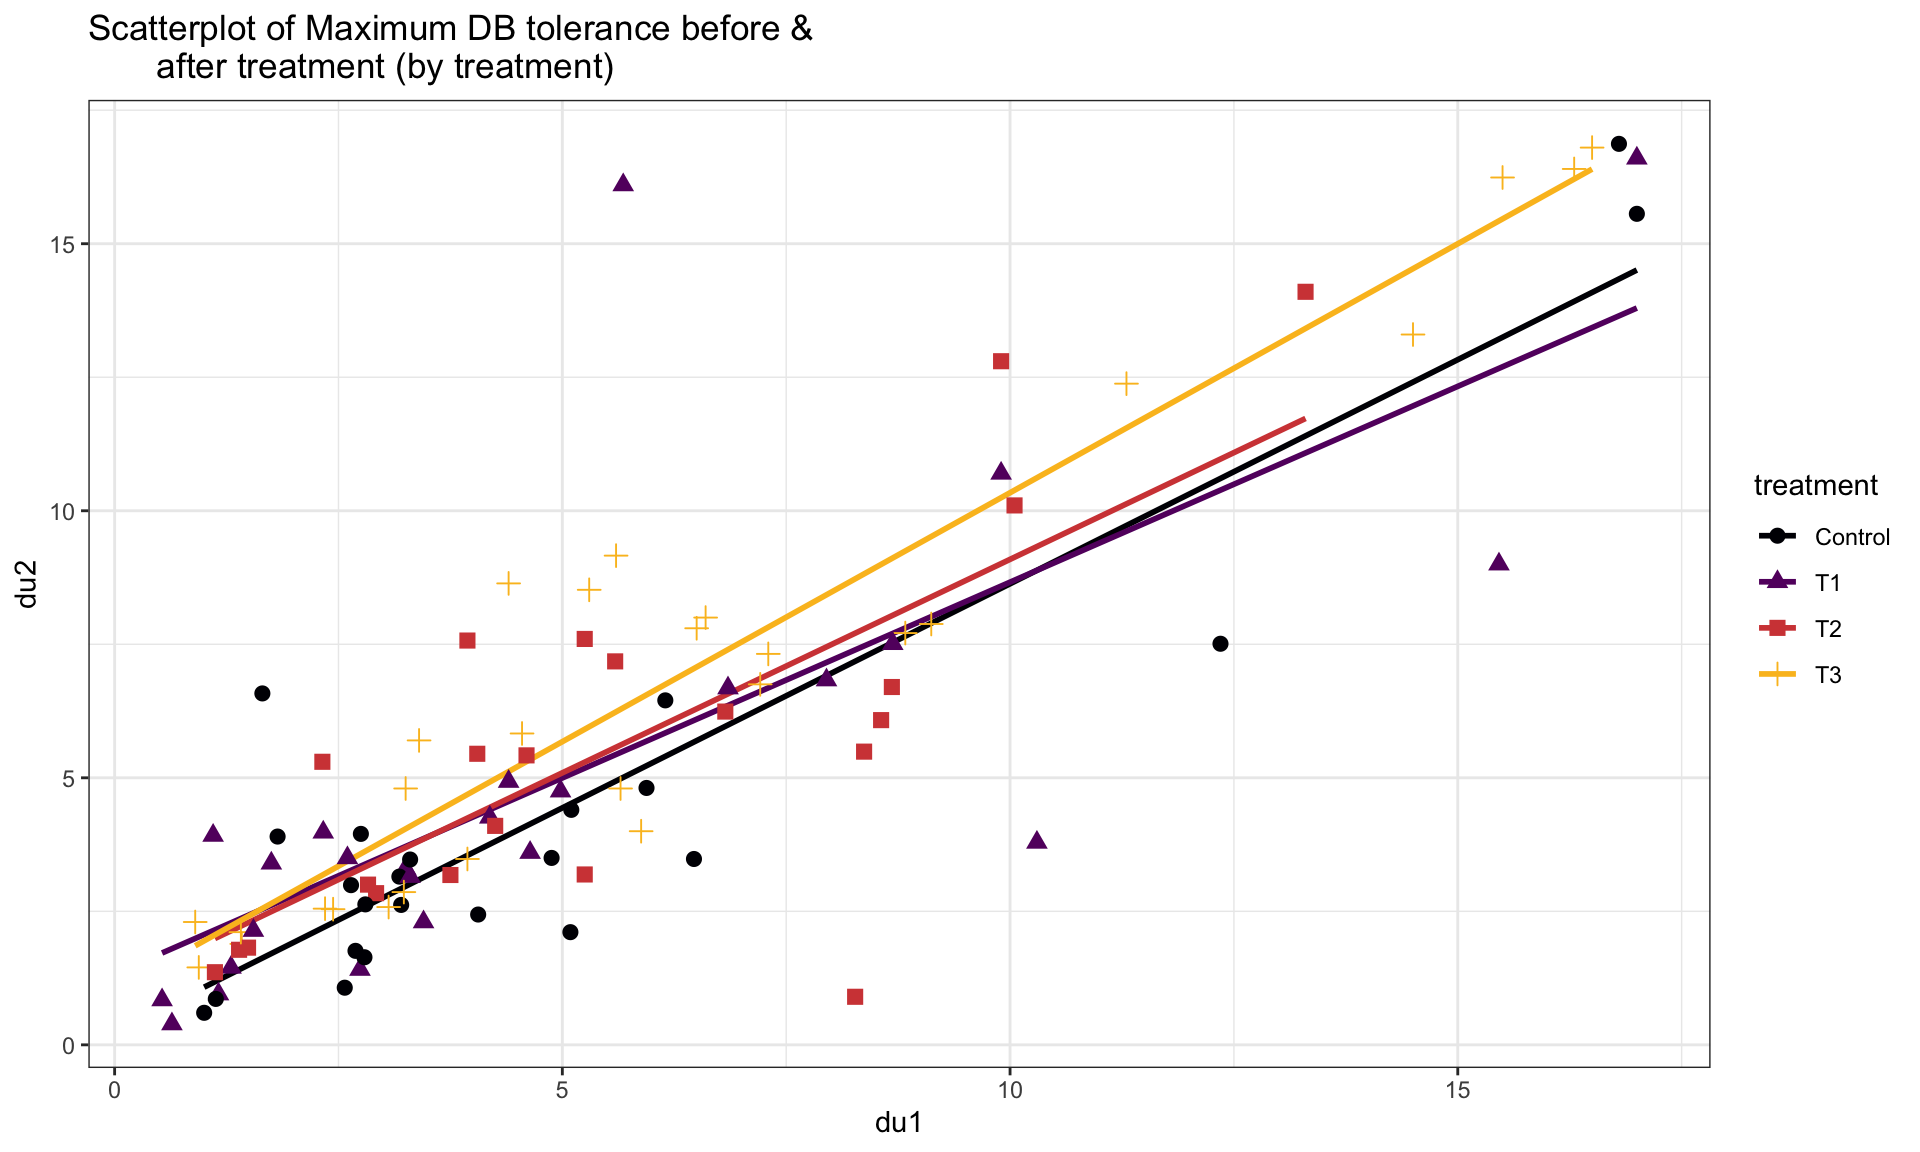 Scatterplot of Maximum DB tolerance before &
after treatment (by treatment)
15
10
5
0
du2
0 5 10 15
du1
treatment
Control
T1
T2
T3